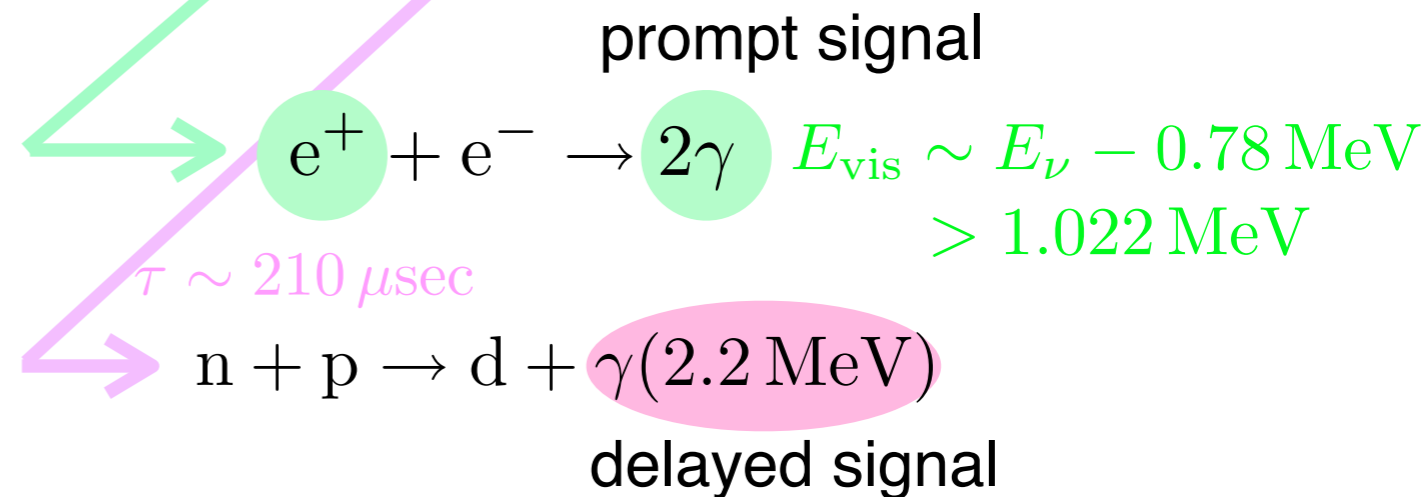 prompt signal
e⁺ + e⁻ → 2γ E_vis ∼ E_ν − 0.78 MeV
> 1.022 MeV
τ ∼ 210 μsec
n + p → d + γ(2.2 MeV)
delayed signal